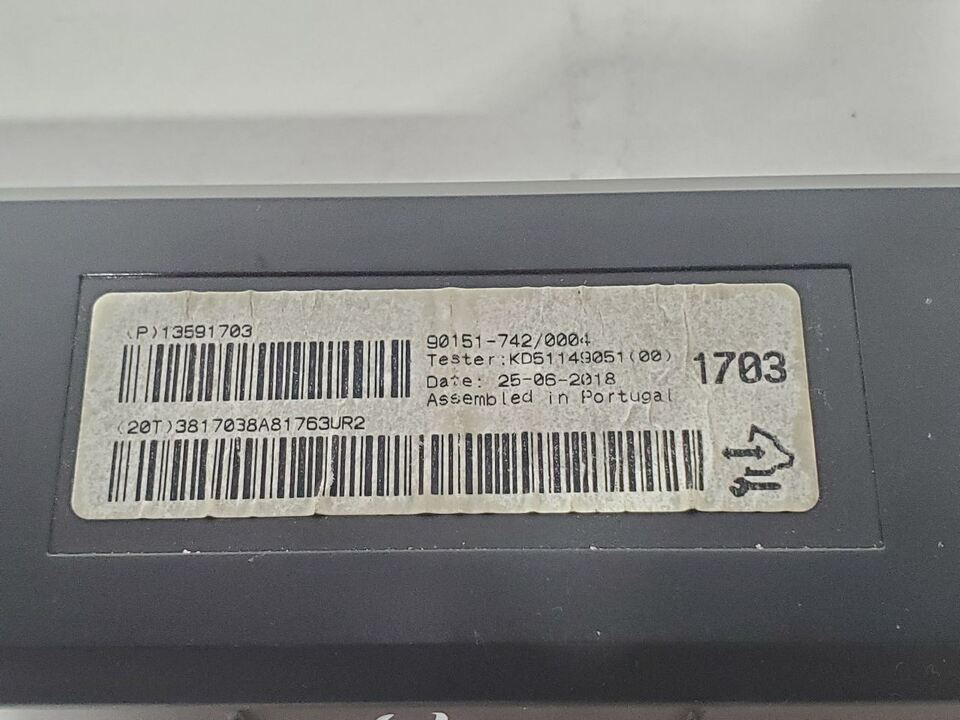 (P)13591703
90151-742/0004
Tester:KD51149051(00)
1703
Date: 25-06-2018
Assembled in Portugal
(20T)3817038A81763UR2